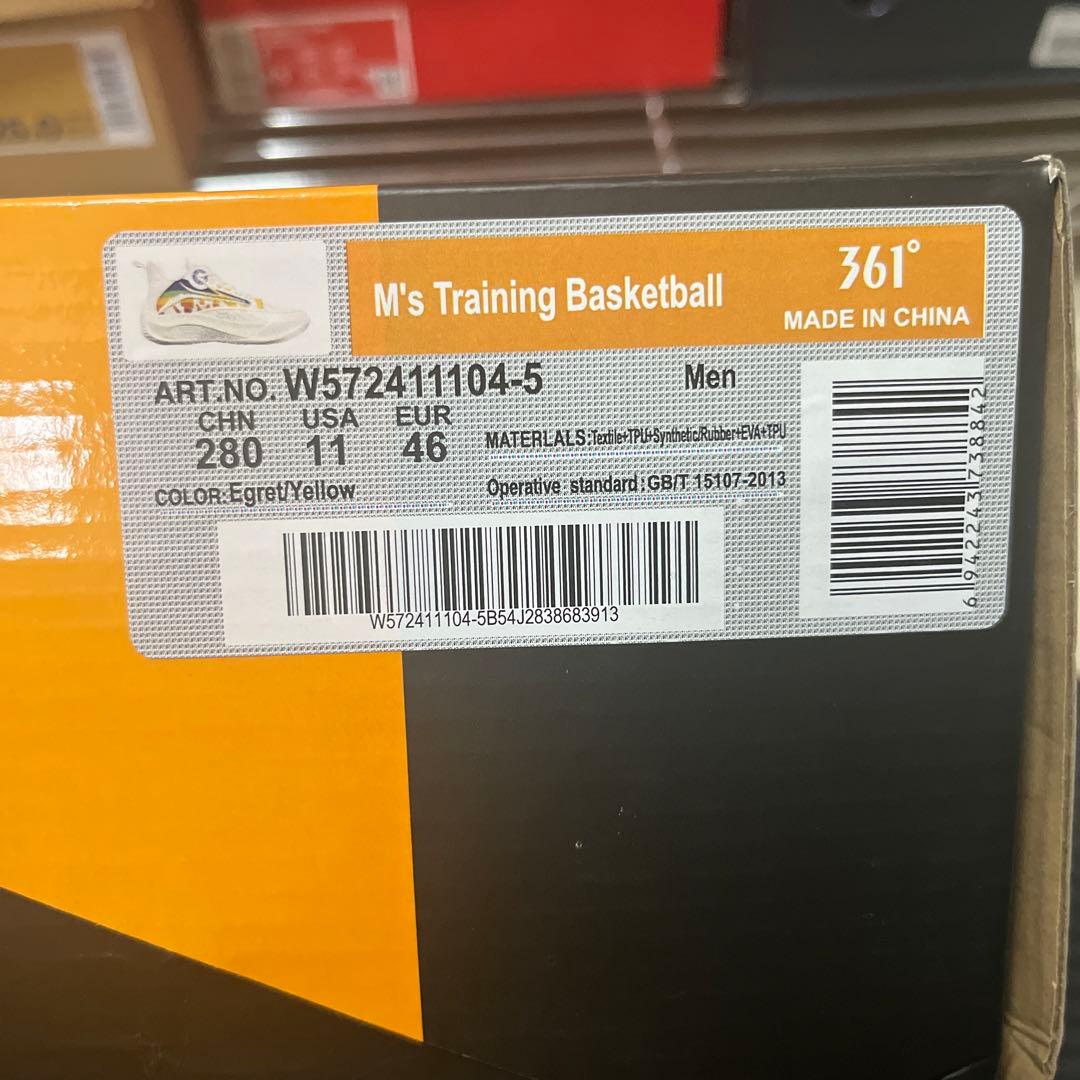 M's Training Basketball
361°
MADE IN CHINA
ART.NO. W572411104-5
Men
CHN USA EUR
280 11 46
MATERLALS:Textile+TPU+Synthetic/Rubber+EVA+TPU
COLOR:Egret/Yellow
Operative standard:GB/T 15107-2013
W572411104-5B54J2838683913
6942243738842